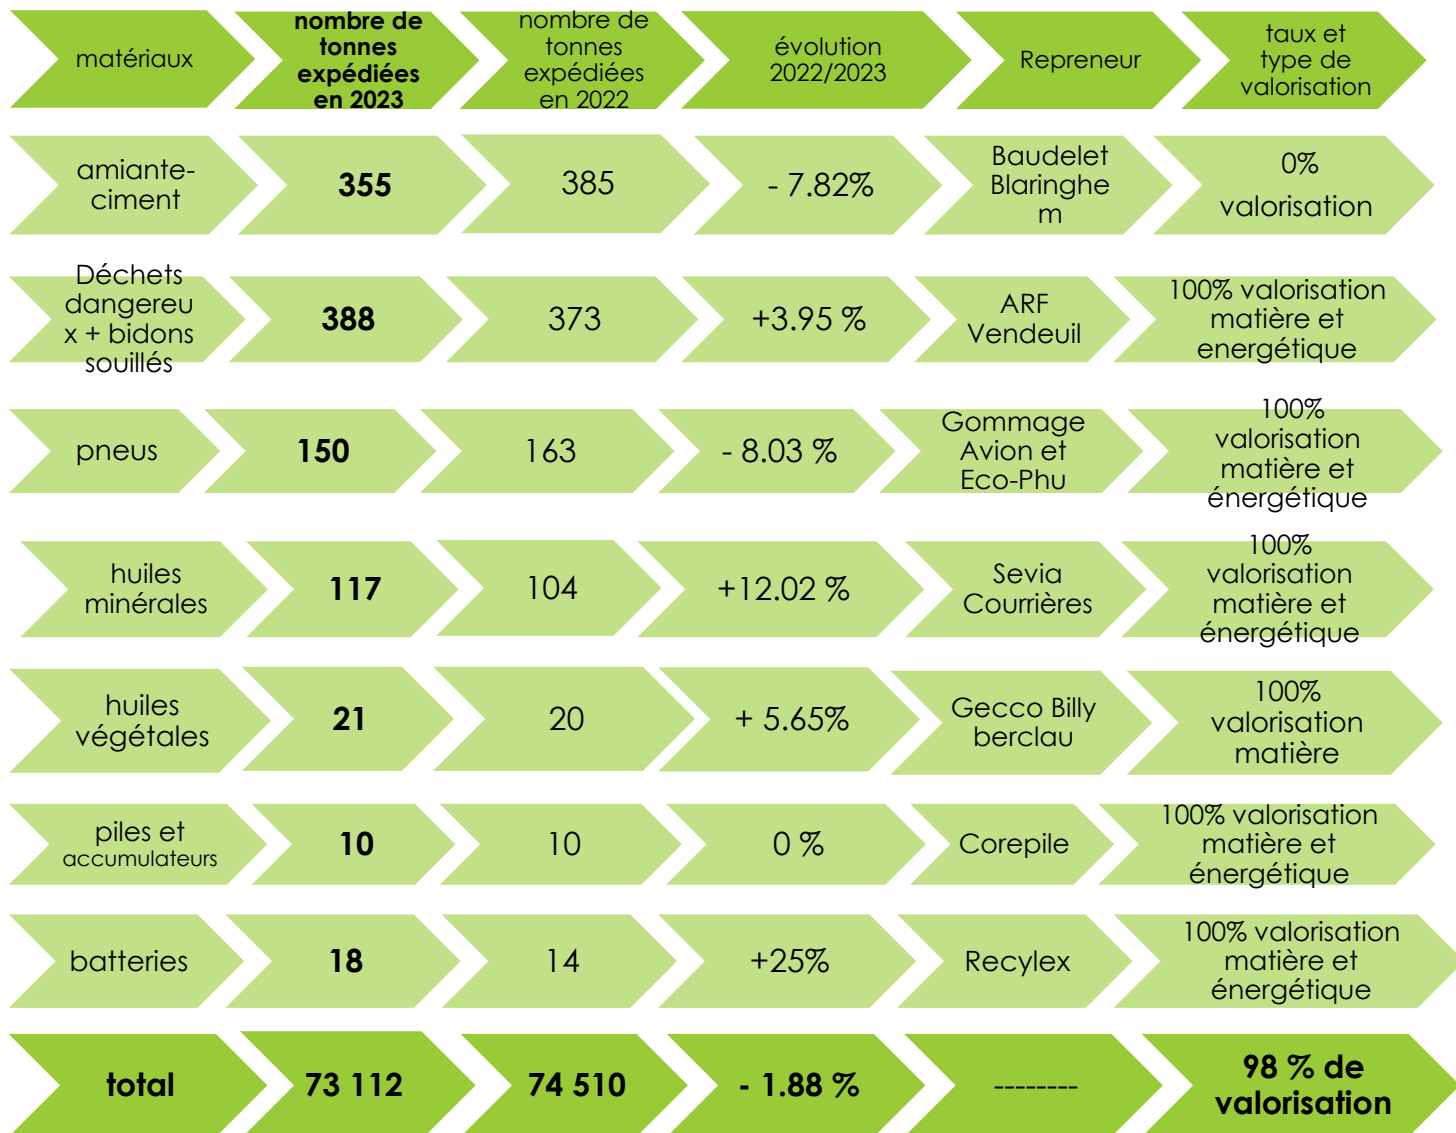 matériaux
nombre de
tonnes
expédiées
en 2023
nombre de
tonnes
expédiées
en 2022
évolution
2022/2023
Repreneur
taux et
type de
valorisation
amiante-
ciment
355
385
- 7.82%
Baudelet
Blaringhe
m
0%
valorisation
Déchets
dangereu
x + bidons
souillés
388
373
+3.95 %
ARF
Vendeuil
100% valorisation
matière et
energétique
pneus
150
163
- 8.03 %
Gommage
Avion et
Eco-Phu
100%
valorisation
matière et
énergétique
huiles
minérales
117
104
+12.02 %
Sevia
Courrières
100%
valorisation
matière et
énergétique
huiles
végétales
21
20
+ 5.65%
Gecco Billy
berclau
100%
valorisation
matière
piles et
accumulateurs
10
10
0 %
Corepile
100% valorisation
matière et
énergétique
batteries
18
14
+25%
Recylex
100% valorisation
matière et
énergétique
total
73 112
74 510
- 1.88 %
--------
98 % de
valorisation